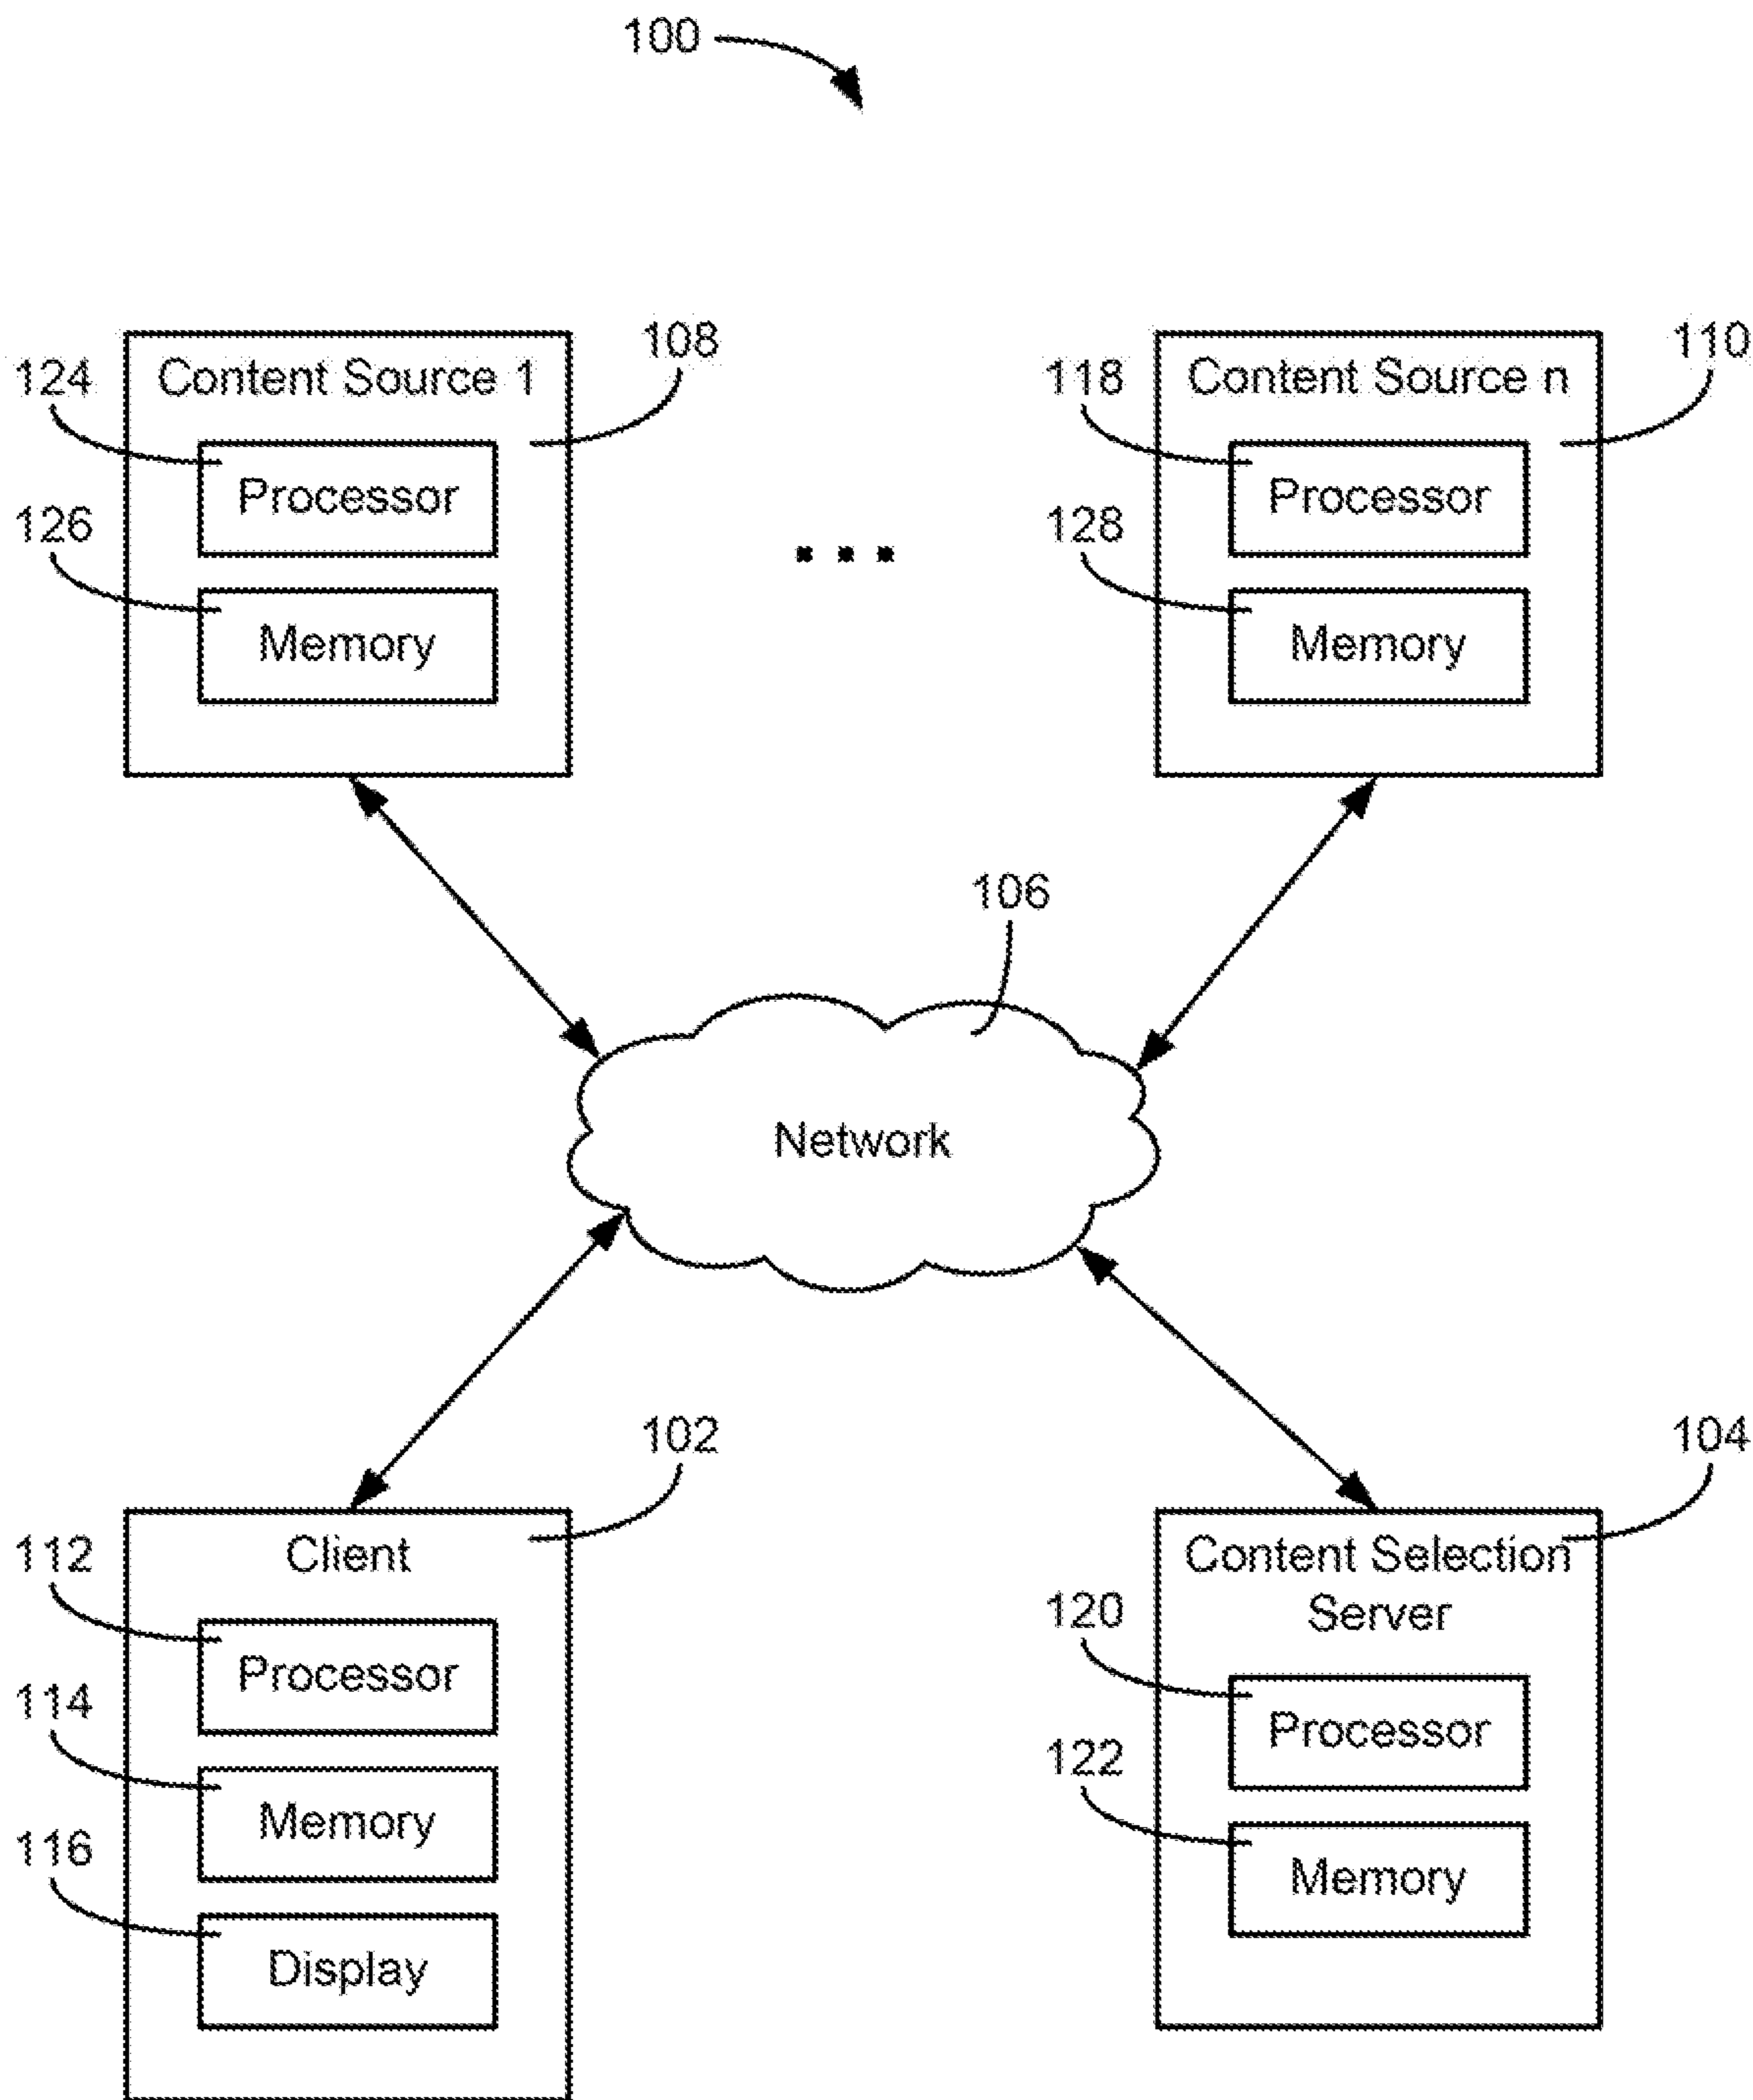 100
108
110
124
Content Source 1
118
Content Source n
Processor
Processor
126
128
Memory
Memory
106
Network
102
104
112
Client
Content Selection
Server
120
Processor
Processor
114
122
Memory
Memory
116
Display